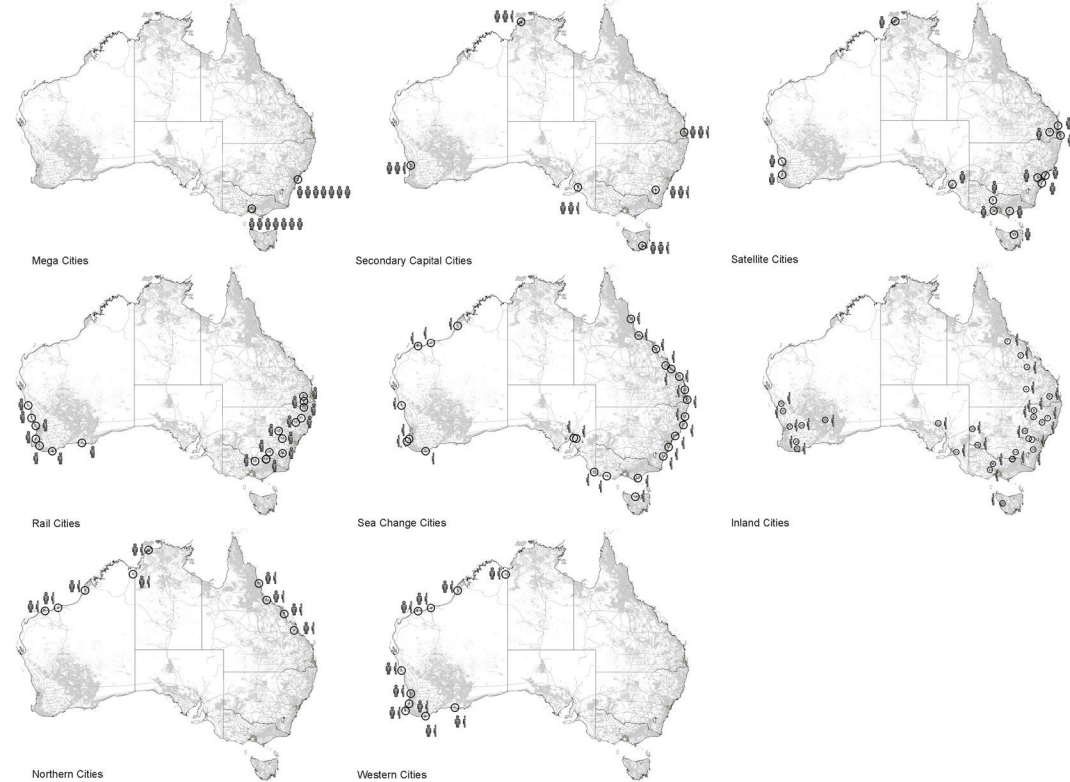 Mega Cities
Secondary Capital Cities
Satellite Cities
Rail Cities
Sea Change Cities
Inland Cities
Northern Cities
Western Cities